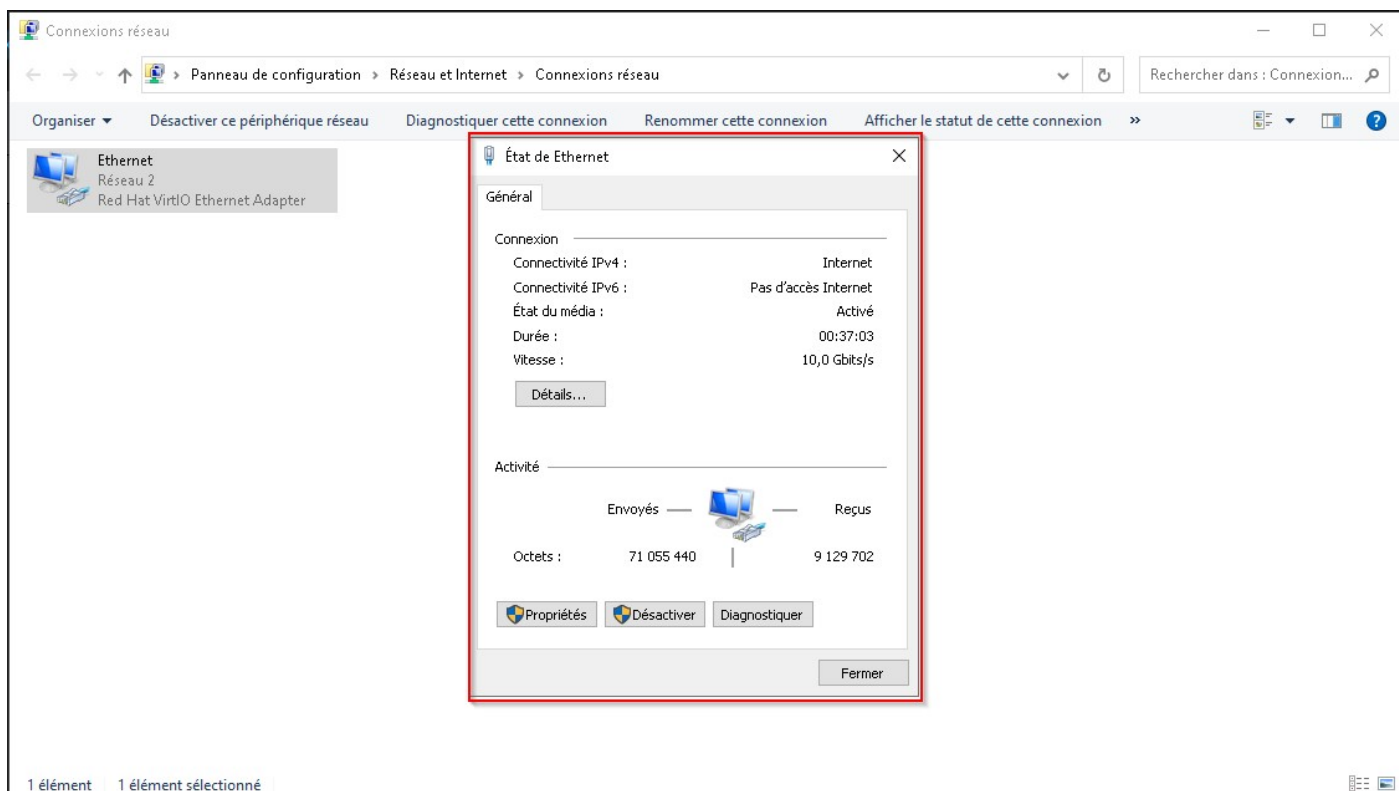 Connexions réseau
Panneau de configuration > Réseau et Internet > Connexions réseau
Rechercher dans : Connexion...
Organiser
Désactiver ce périphérique réseau
Diagnostiquer cette connexion
Renommer cette connexion
Afficher le statut de cette connexion
»
Ethernet
Réseau 2
Red Hat VirtIO Ethernet Adapter
État de Ethernet
Général
Connexion
Connectivité IPv4 : Internet
Connectivité IPv6 : Pas d'accès Internet
État du média : Activé
Durée : 00:37:03
Vitesse : 10,0 Gbits/s
Détails...
Activité
Envoyés — — Reçus
Octets : 71 055 440 | 9 129 702
Propriétés Désactiver Diagnostiquer
Fermer
1 élément 1 élément sélectionné